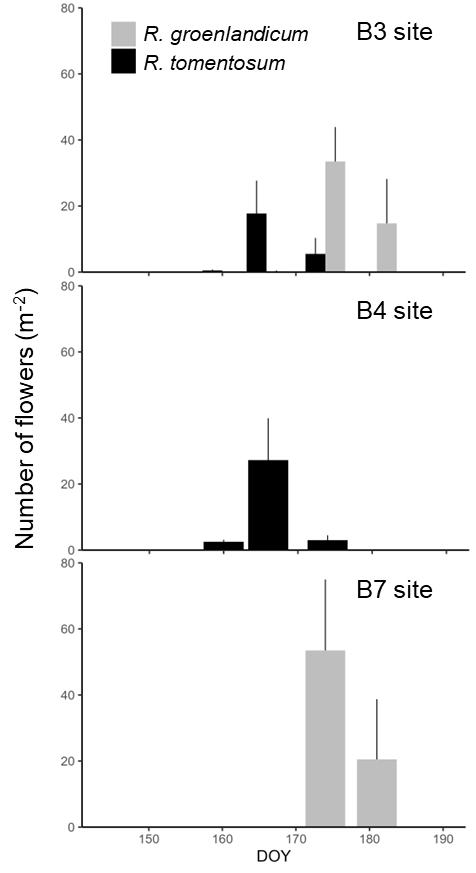 80
B3 site
R. groenlandicum
R. tomentosum
60
40
20
0
80
B4 site
60
40
20
0
Number of flowers (m⁻²)
80
B7 site
60
40
20
0
150 160 170 180 190
DOY